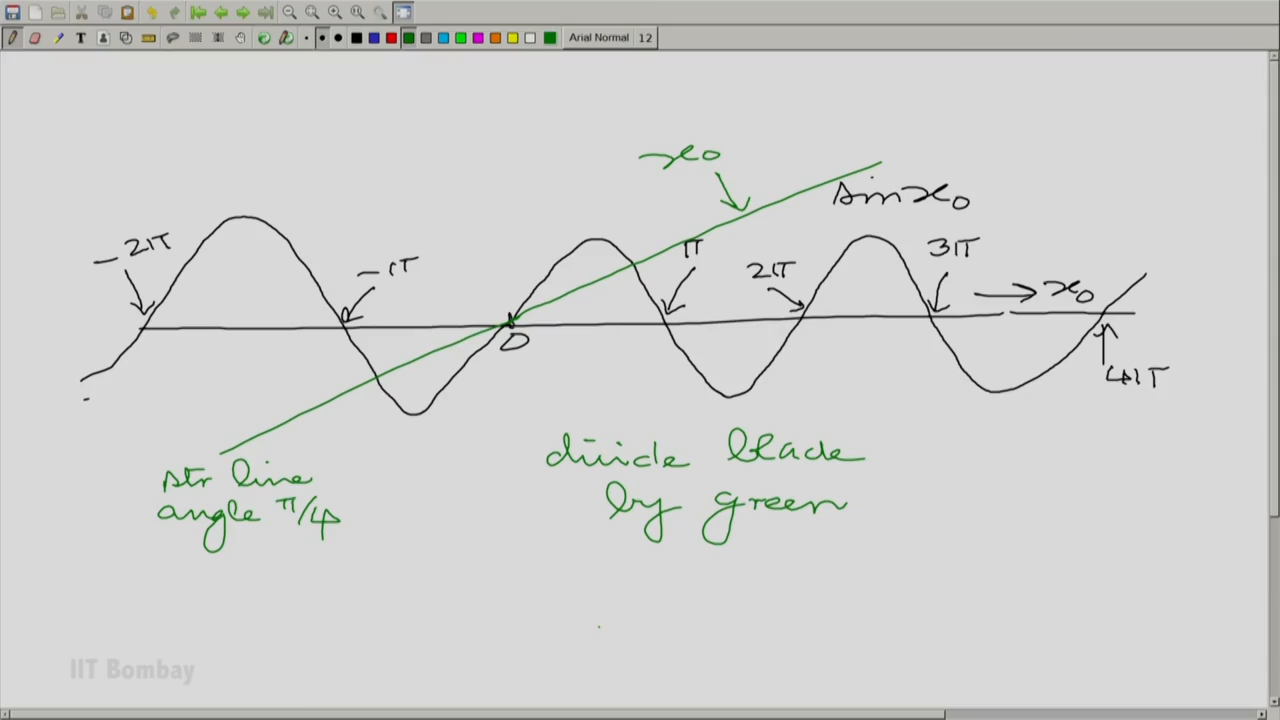 Arial Normal 12
x₀
sin x₀
-2π
-π
π
2π
3π
x₀
0
4π
str line
angle π/4
divide black
by green
IIT Bombay